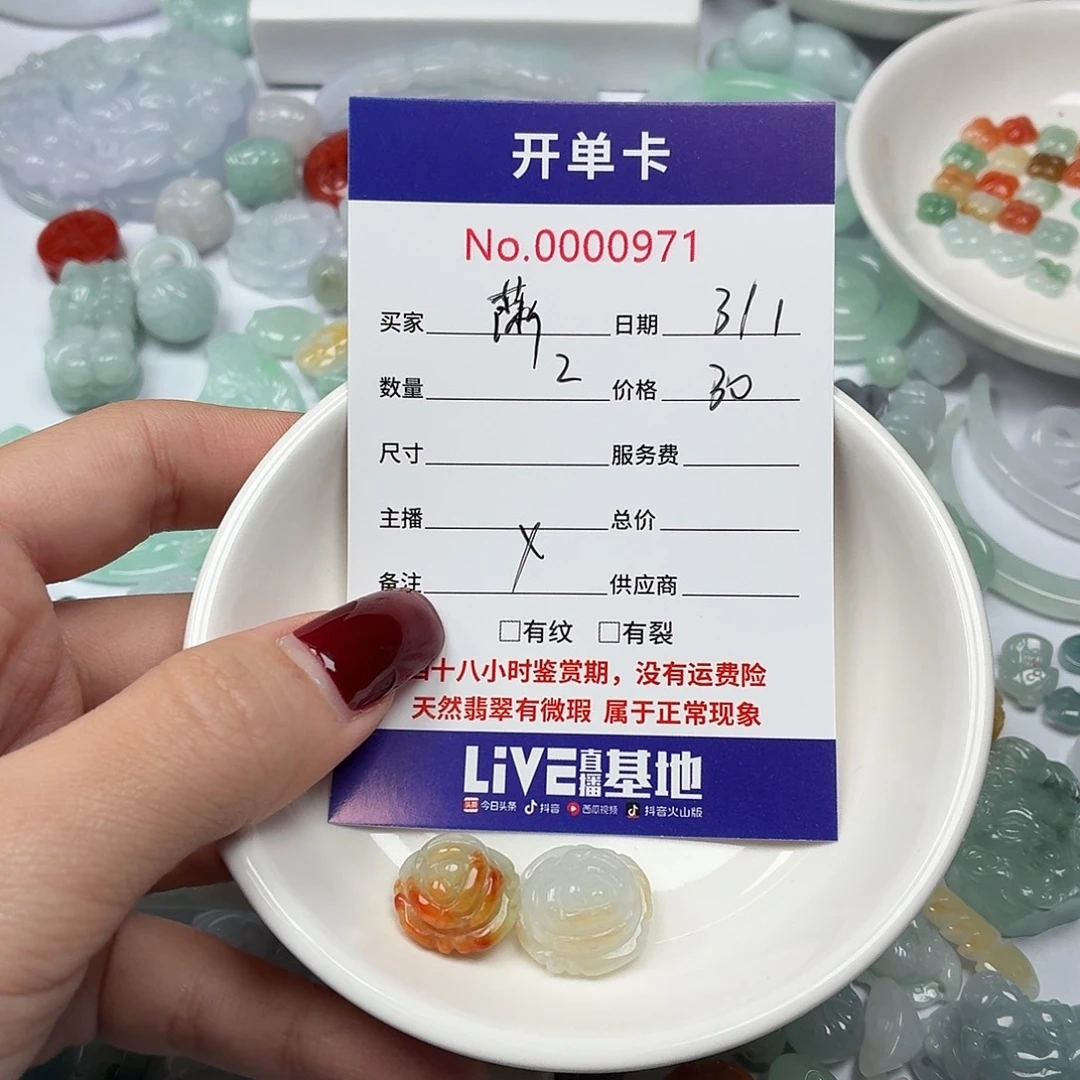 开单卡
No.0000971
买家 日期 3/1
数量 2 价格 30
尺寸 服务费
主播 总价
备注 X 供应商
□有纹 □有裂
十八小时鉴赏期，没有运费险
天然翡翠有微瑕 属于正常现象
LiVE直播基地
头条 今日头条 抖音 西瓜视频 抖音火山版